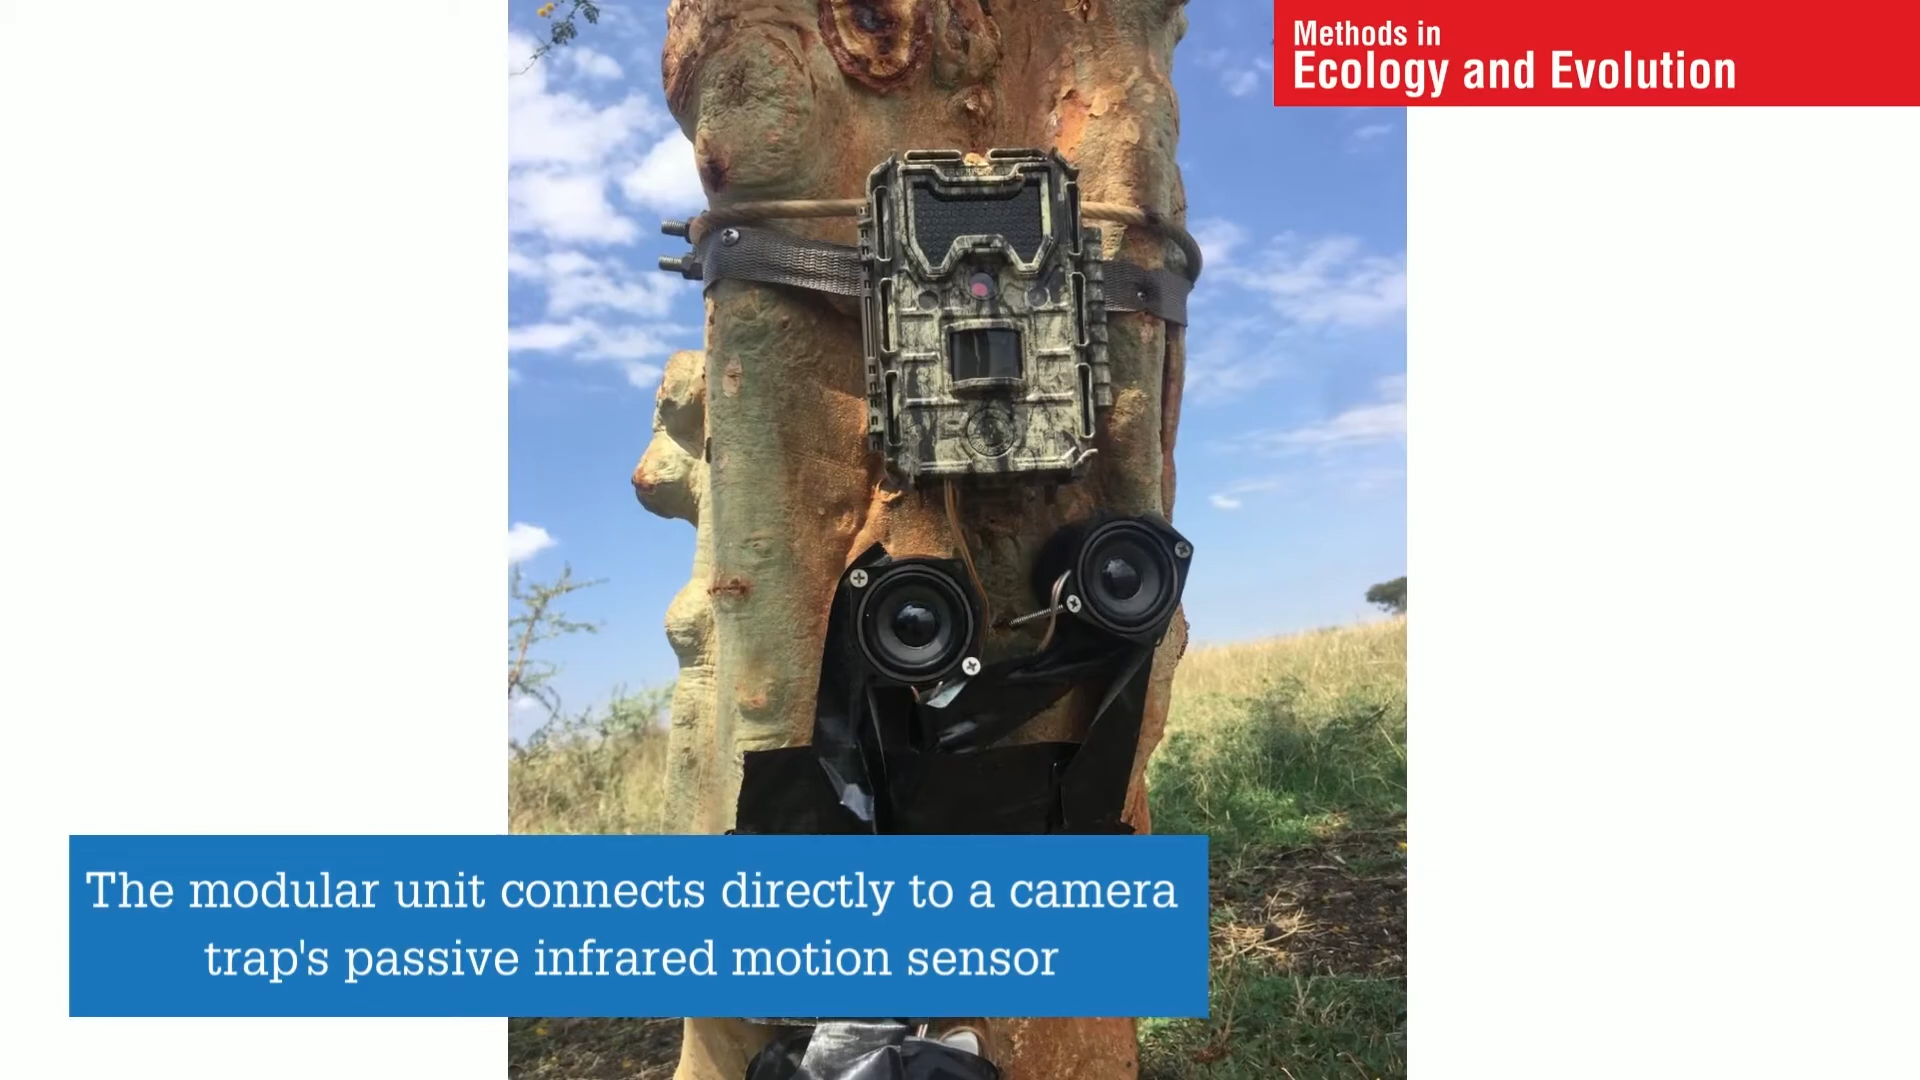 Methods in
Ecology and Evolution
The modular unit connects directly to a camera
trap's passive infrared motion sensor